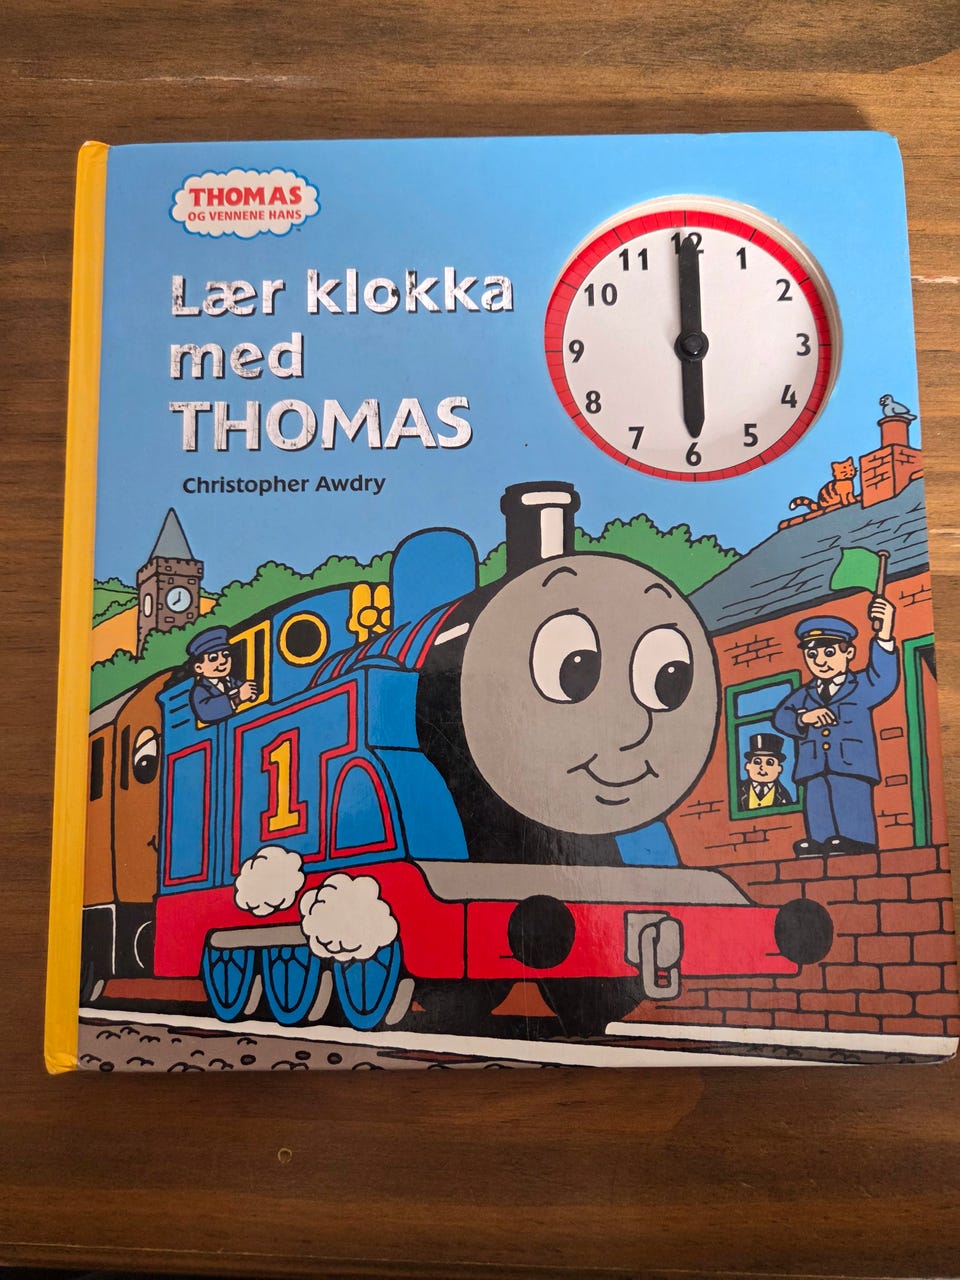 THOMAS
OG VENNENE HANS
Lær klokka
med
THOMAS
Christopher Awdry
12
1
2
3
4
5
6
7
8
9
10
11
1